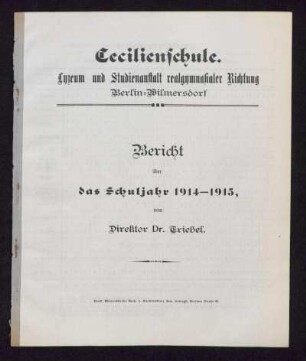 Cecilienschule.
Lyzeum und Studienanstalt realgymnasialer Richtung
Berlin-Wilmersdorf
Bericht
über
das Schuljahr 1914—1915,
von
Direktor Dr. Triebel.